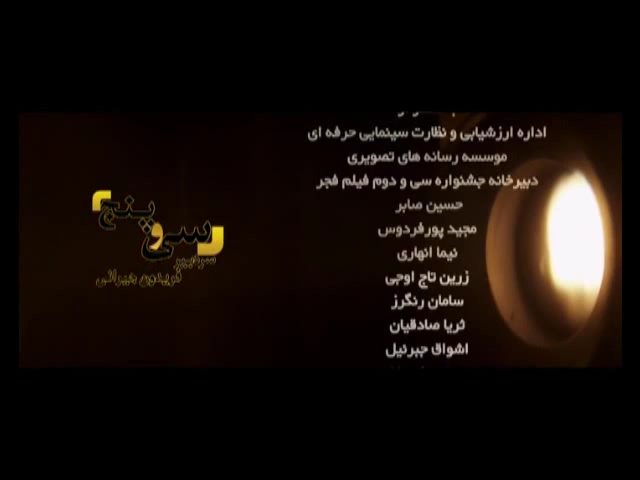 اداره ارزشیابی و نظارت سینمایی حرفه ای
موسسه رسانه های تصویری
دبیرخانه جشنواره سی و دوم فیلم فجر
حسین صابر
مجید پورفردوس
نیما انهاری
زرین تاج اوجی
سامان رنگرز
ثریا صادقیان
اشواق جبرئیل
سی و پنج
سردبیر
فریدون جیرانی